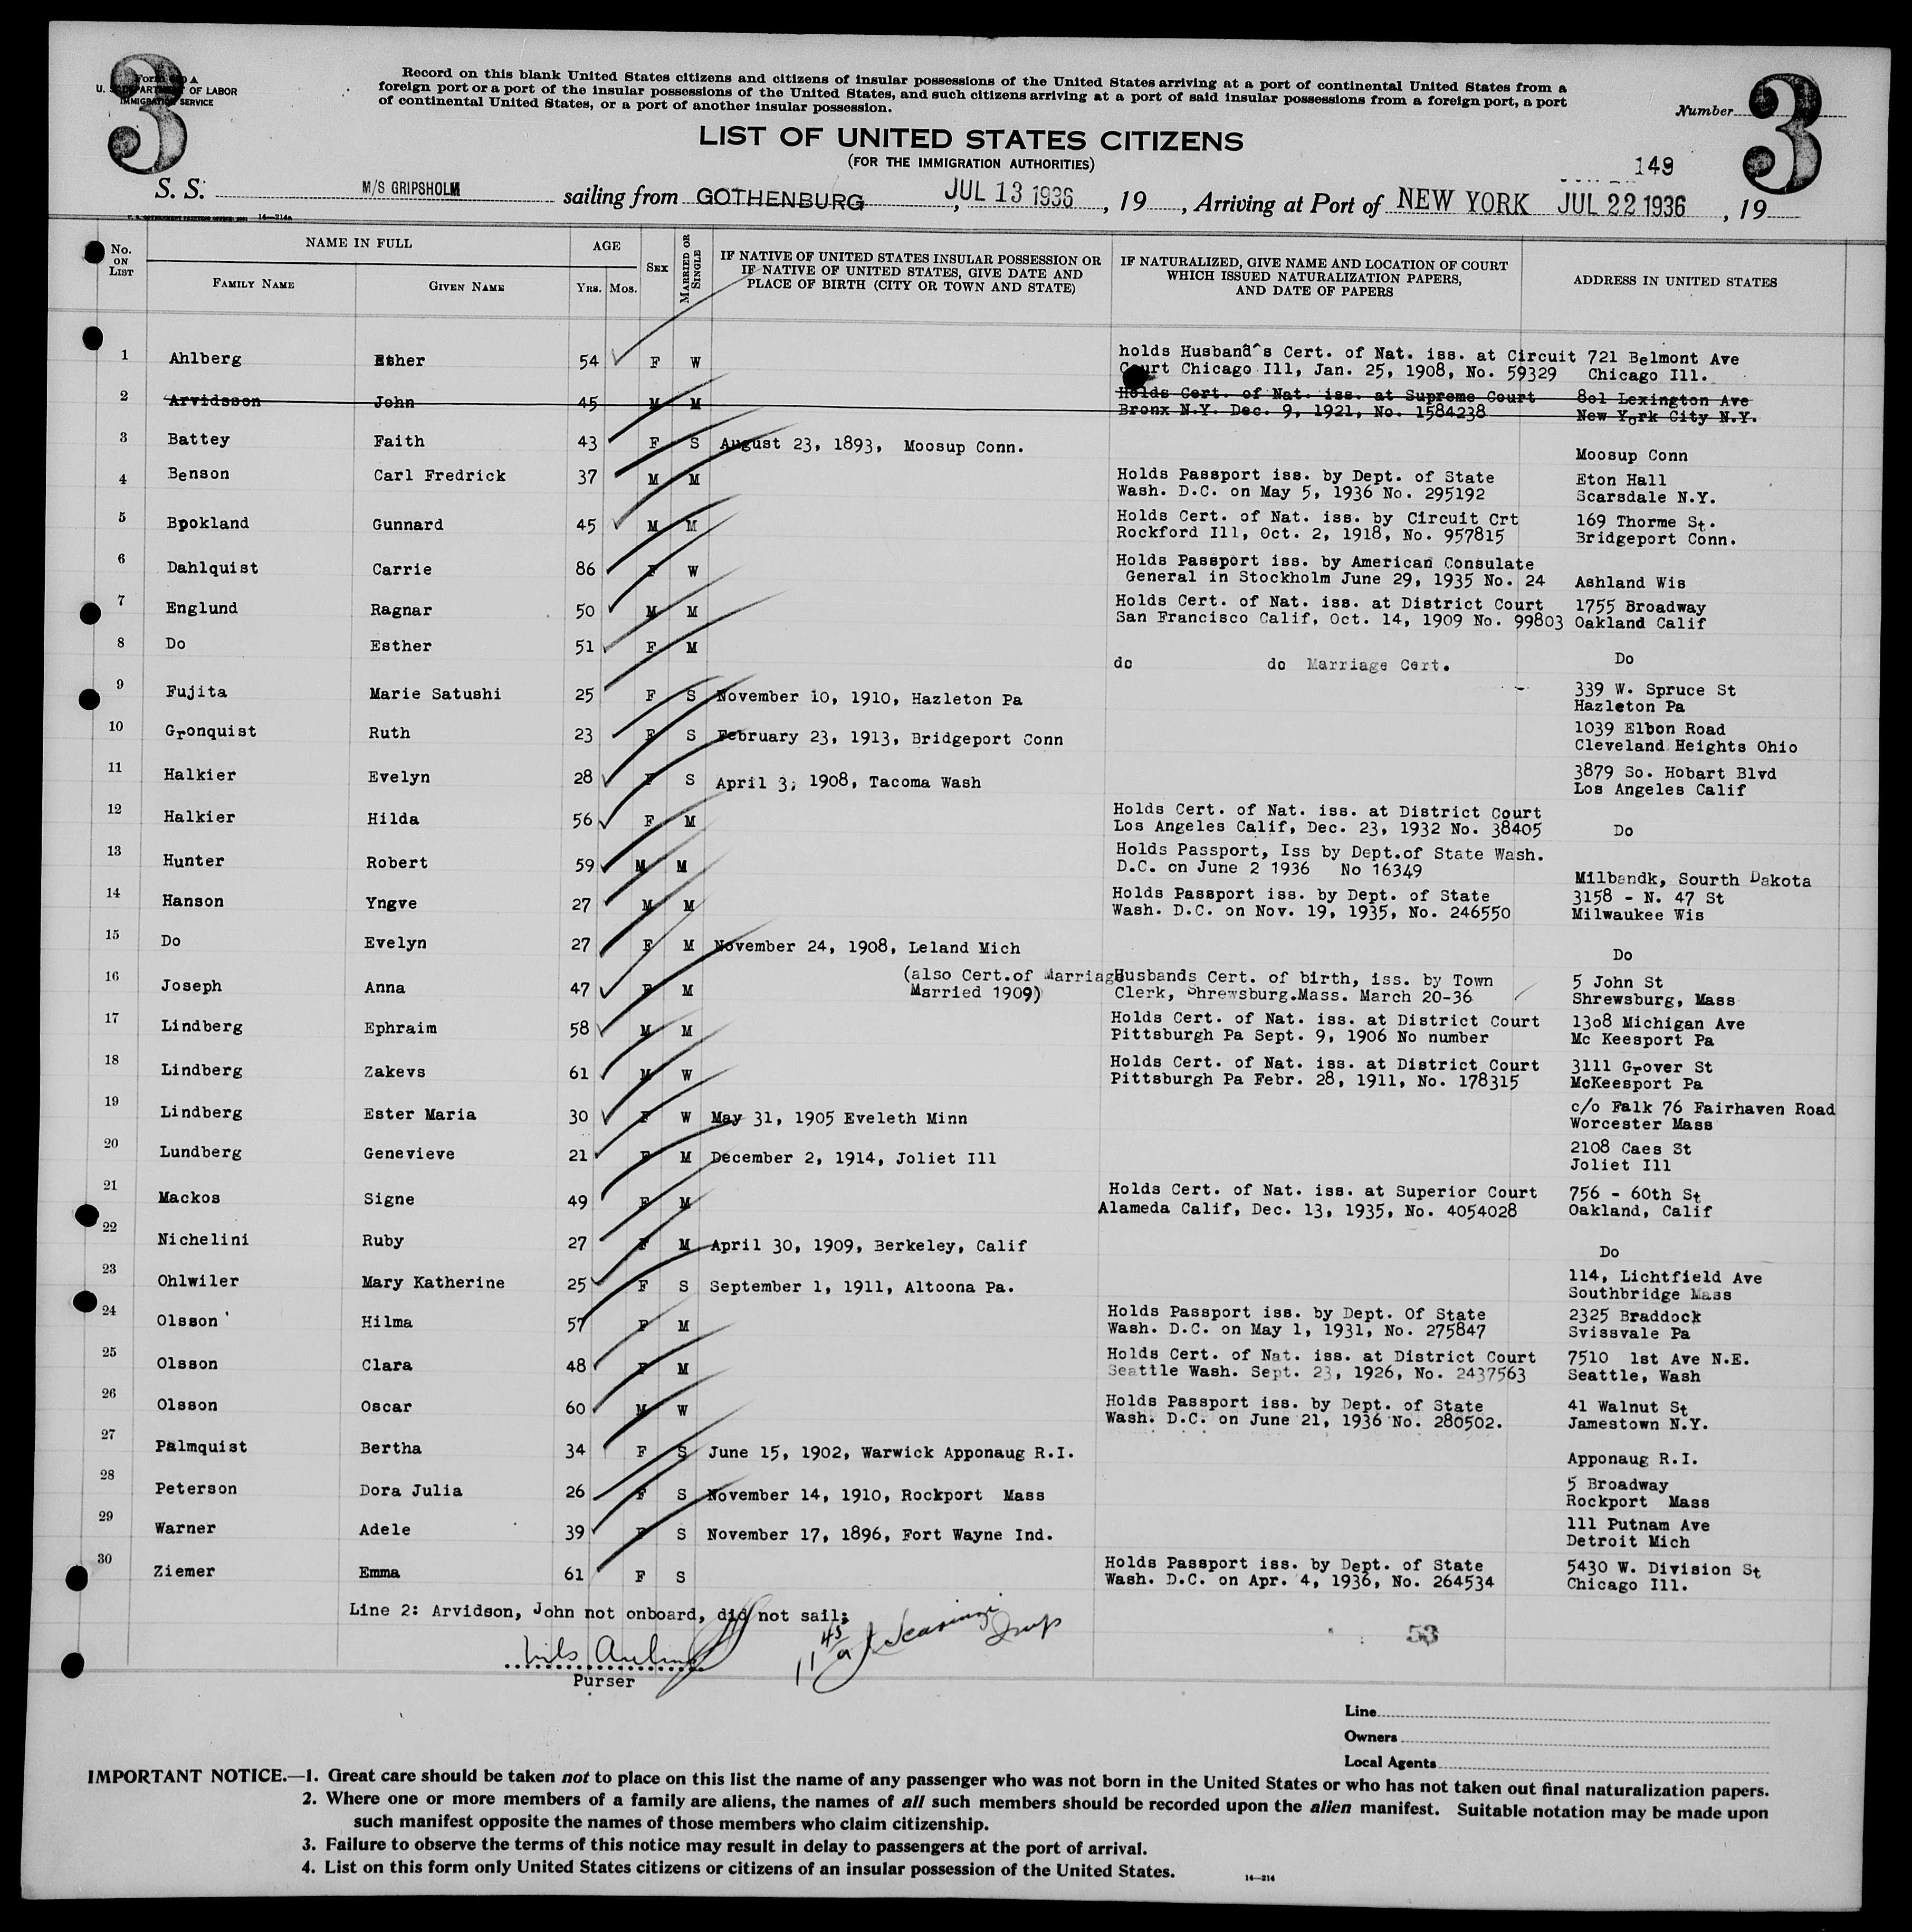 3
Form 630 A
U. S. DEPARTMENT OF LABOR
IMMIGRATION SERVICE
Record on this blank United States citizens and citizens of insular possessions of the United States arriving at a port of continental United States from a
foreign port or a port of the insular possessions of the United States, and such citizens arriving at a port of said insular possessions from a foreign port, a port
of continental United States, or a port of another insular possession.
Number 3
LIST OF UNITED STATES CITIZENS
(FOR THE IMMIGRATION AUTHORITIES)
149
S. S. M/S GRIPSHOLM sailing from GOTHENBURG, JUL 13 1936, 19 , Arriving at Port of NEW YORK JUL 22 1936, 19
14—214a
No. ON LIST
NAME IN FULL
FAMILY NAME
GIVEN NAME
AGE
YRS. MOS.
SEX
MARRIED OR SINGLE
IF NATIVE OF UNITED STATES INSULAR POSSESSION OR
IF NATIVE OF UNITED STATES, GIVE DATE AND
PLACE OF BIRTH (CITY OR TOWN AND STATE)
IF NATURALIZED, GIVE NAME AND LOCATION OF COURT
WHICH ISSUED NATURALIZATION PAPERS,
AND DATE OF PAPERS
ADDRESS IN UNITED STATES
1 Ahlberg Esher 54 F W holds Husband^s Cert. of Nat. iss. at Circuit 721 Belmont Ave
Court Chicago Ill, Jan. 25, 1908, No. 59329 Chicago Ill.
2 Arvidsson John 45 M M Holds Cert. of Nat. iss. at Supreme Court 801 Lexington Ave
Bronx N.Y. Dec. 9, 1921, No. 1584238 New York City N.Y.
3 Battey Faith 43 F S August 23, 1893, Moosup Conn. Moosup Conn
4 Benson Carl Fredrick 37 M M Holds Passport iss. by Dept. of State Eton Hall
Wash. D.C. on May 5, 1936 No. 295192 Scarsdale N.Y.
5 Bpokland Gunnard 45 M M Holds Cert. of Nat. iss. by Circuit Crt 169 Thorme St.
Rockford Ill, Oct. 2, 1918, No. 957815 Bridgeport Conn.
6 Dahlquist Carrie 86 F W Holds Passport iss. by American Consulate
General in Stockholm June 29, 1935 No. 24 Ashland Wis
7 Englund Ragnar 50 M M Holds Cert. of Nat. iss. at District Court 1755 Broadway
San Francisco Calif, Oct. 14, 1909 No. 99803 Oakland Calif
8 Do Esther 51 F M do do Marriage Cert. Do
9 Fujita Marie Satushi 25 F S November 10, 1910, Hazleton Pa 339 W. Spruce St
Hazleton Pa
10 Gronquist Ruth 23 F S February 23, 1913, Bridgeport Conn 1039 Elbon Road
Cleveland Heights Ohio
11 Halkier Evelyn 28 F S April 3, 1908, Tacoma Wash 3879 So. Hobart Blvd
Los Angeles Calif
12 Halkier Hilda 56 F M Holds Cert. of Nat. iss. at District Court
Los Angeles Calif, Dec. 23, 1932 No. 38405 Do
13 Hunter Robert 59 M M Holds Passport, Iss by Dept.of State Wash.
D.C. on June 2 1936 No 16349 Milbandk, Sourth Dakota
14 Hanson Yngve 27 M M Holds Passport iss. by Dept. of State 3158 - N. 47 St
Wash. D.C. on Nov. 19, 1935, No. 246550 Milwaukee Wis
15 Do Evelyn 27 F M November 24, 1908, Leland Mich Do
16 Joseph Anna 47 F M (also Cert.of Marriage Husbands Cert. of birth, iss. by Town 5 John St
Married 1909) Clerk, Shrewsburg.Mass. March 20-36 Shrewsburg, Mass
17 Lindberg Ephraim 58 M M Holds Cert. of Nat. iss. at District Court 1308 Michigan Ave
Pittsburgh Pa Sept. 9, 1906 No number Mc Keesport Pa
18 Lindberg Zakevs 61 M W Holds Cert. of Nat. iss. at District Court 3111 Grover St
Pittsburgh Pa Febr. 28, 1911, No. 178315 McKeesport Pa
19 Lindberg Ester Maria 30 F W May 31, 1905 Eveleth Minn c/o Falk 76 Fairhaven Road
Worcester Mass
20 Lundberg Genevieve 21 F M December 2, 1914, Joliet Ill 2108 Caes St
Joliet Ill
21 Mackos Signe 49 F M Holds Cert. of Nat. iss. at Superior Court 756 - 60th St
Alameda Calif, Dec. 13, 1935, No. 4054028 Oakland, Calif
22 Nichelini Ruby 27 F M April 30, 1909, Berkeley, Calif Do
23 Ohlwiler Mary Katherine 25 F S September 1, 1911, Altoona Pa. 114, Lichtfield Ave
Southbridge Mass
24 Olsson Hilma 57 F M Holds Passport iss. by Dept. Of State 2325 Braddock
Wash. D.C. on May 1, 1931, No. 275847 Svissvale Pa
25 Olsson Clara 48 F M Holds Cert. of Nat. iss. at District Court 7510 1st Ave N.E.
Seattle Wash. Sept. 23, 1926, No. 2437563 Seattle, Wash
26 Olsson Oscar 60 M W Holds Passport iss. by Dept. of State 41 Walnut St
Wash. D.C. on June 21, 1936 No. 280502. Jamestown N.Y.
27 Palmquist Bertha 34 F S June 15, 1902, Warwick Apponaug R.I. Apponaug R.I.
28 Peterson Dora Julia 26 F S November 14, 1910, Rockport Mass 5 Broadway
Rockport Mass
29 Warner Adele 39 F S November 17, 1896, Fort Wayne Ind. 111 Putnam Ave
Detroit Mich
30 Ziemer Emma 61 F S Holds Passport iss. by Dept. of State 5430 W. Division St
Wash. D.C. on Apr. 4, 1936, No. 264534 Chicago Ill.
Line 2: Arvidson, John not onboard, did not sail;
53
Purser
Line
Owners
Local Agents
IMPORTANT NOTICE.—1. Great care should be taken not to place on this list the name of any passenger who was not born in the United States or who has not taken out final naturalization papers.
2. Where one or more members of a family are aliens, the names of all such members should be recorded upon the alien manifest. Suitable notation may be made upon
such manifest opposite the names of those members who claim citizenship.
3. Failure to observe the terms of this notice may result in delay to passengers at the port of arrival.
4. List on this form only United States citizens or citizens of an insular possession of the United States.
14—214